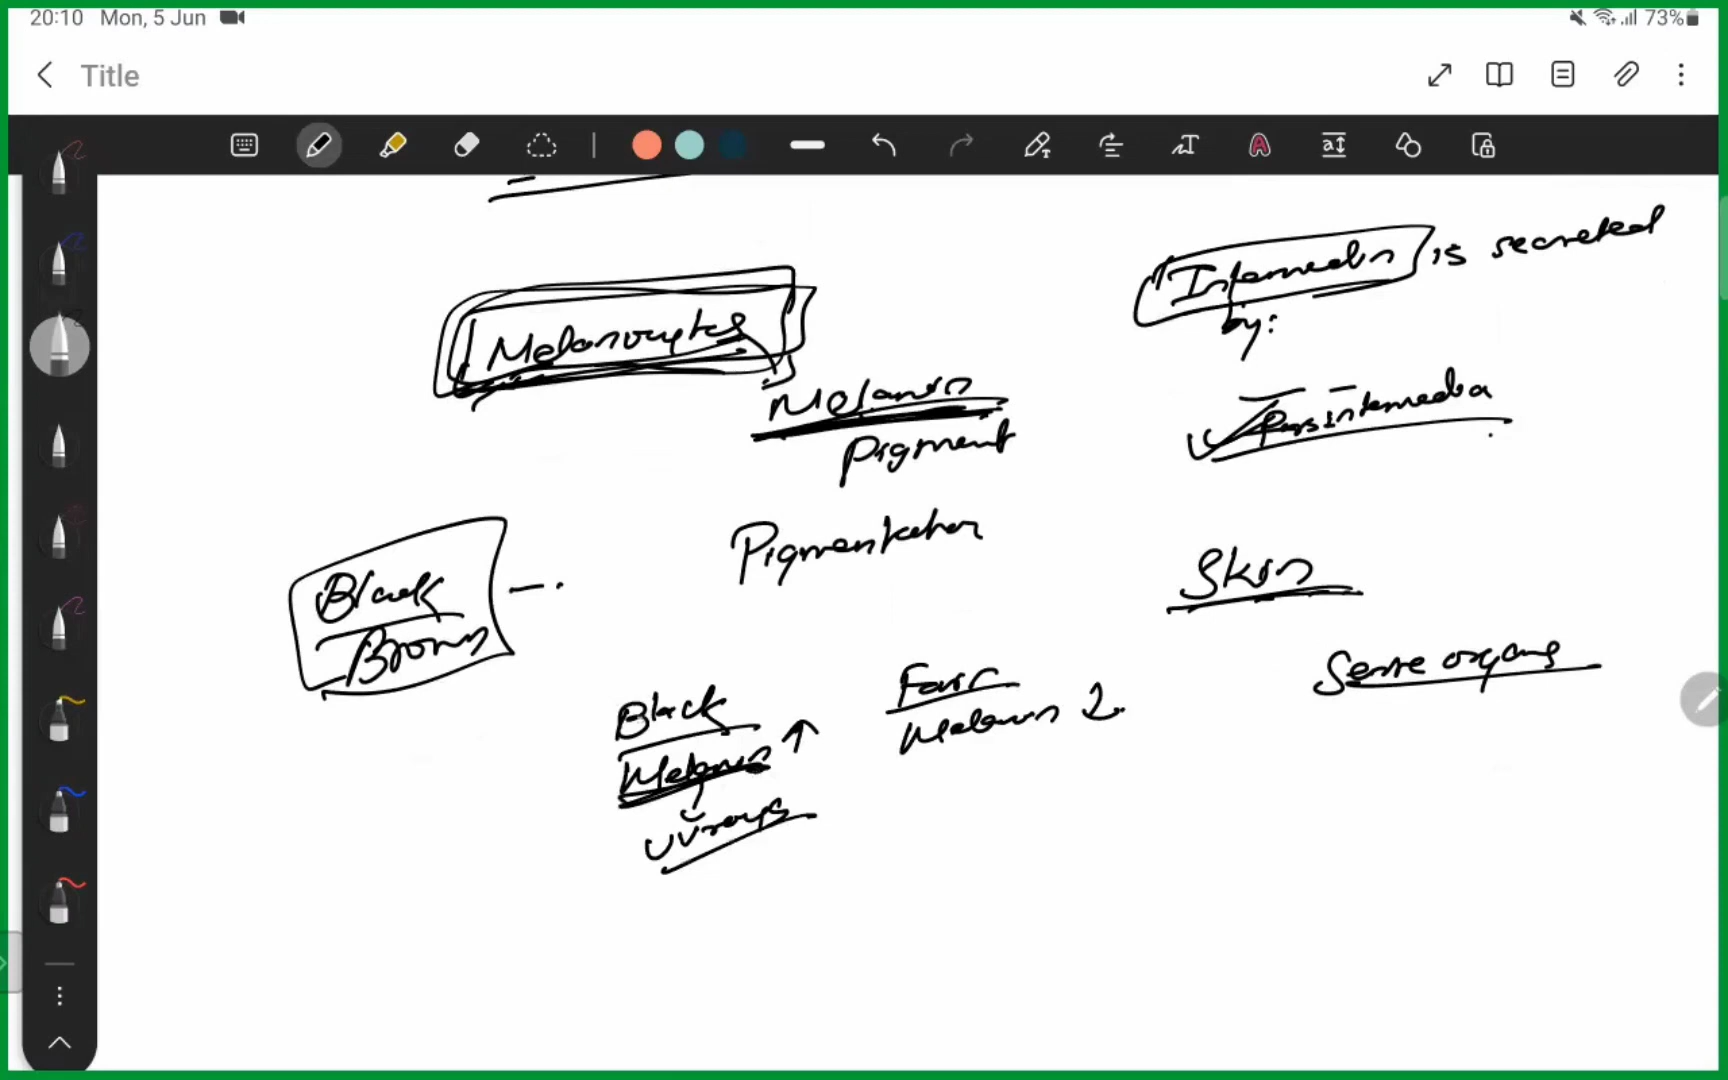 20:10 Mon, 5 Jun
73%
Title
Intermedin is secreted
by:
Melanocytes
Melanin
Pigment
Pars intermedia
Pigmentation
Black
Brown
Skin
Sense organs
Black
Melanin ↑
UV rays
Fair
Melanin